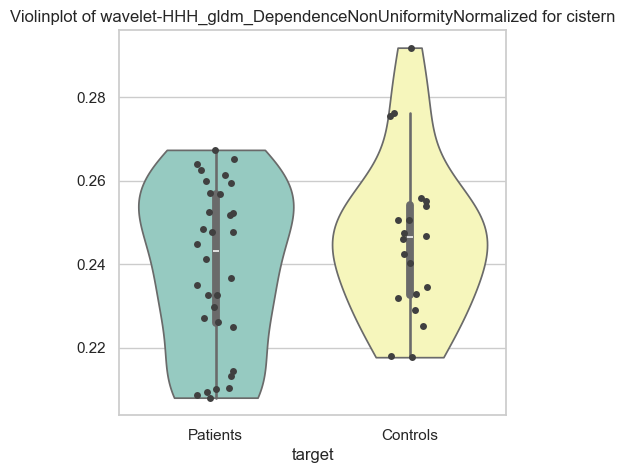 Violinplot of wavelet-HHH_gldm_DependenceNonUniformityNormalized for cistern
0.28
0.26
0.24
0.22
Patients
Controls
target